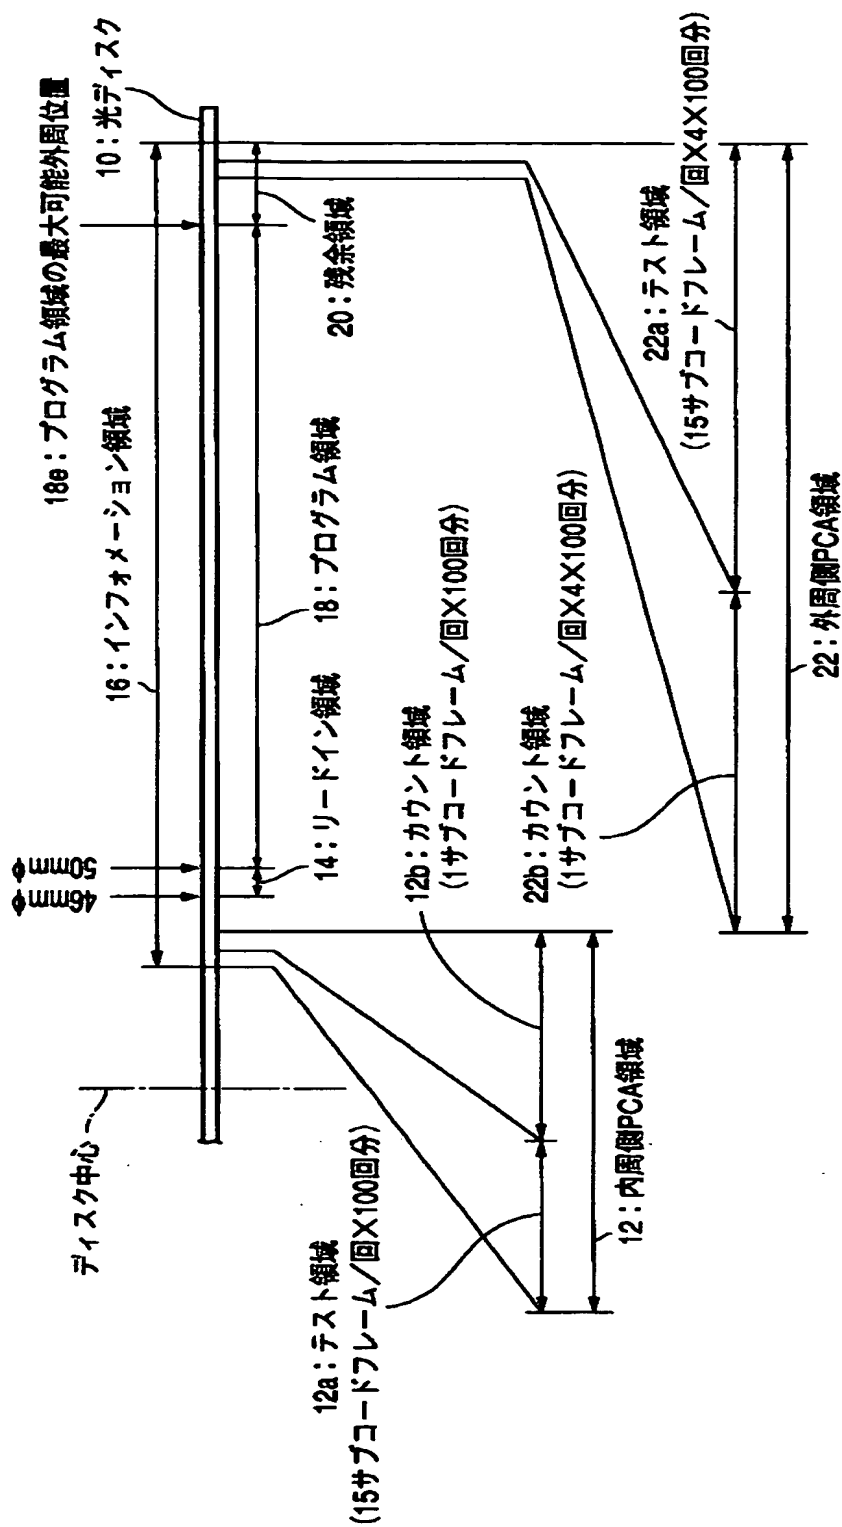 18e：プログラム領域の最大可能外周位置
10：光ディスク
16：インフォメーション領域
46mmφ
50mmφ
ディスク中心
14：リードイン領域
18：プログラム領域
20：残余領域
12a：テスト領域
(15サブコードフレーム／回×100回分)
12b：カウント領域
(1サブコードフレーム／回×100回分)
12：内周側PCA領域
22b：カウント領域
(1サブコードフレーム／回×4×100回分)
22a：テスト領域
(15サブコードフレーム／回×4×100回分)
22：外周側PCA領域